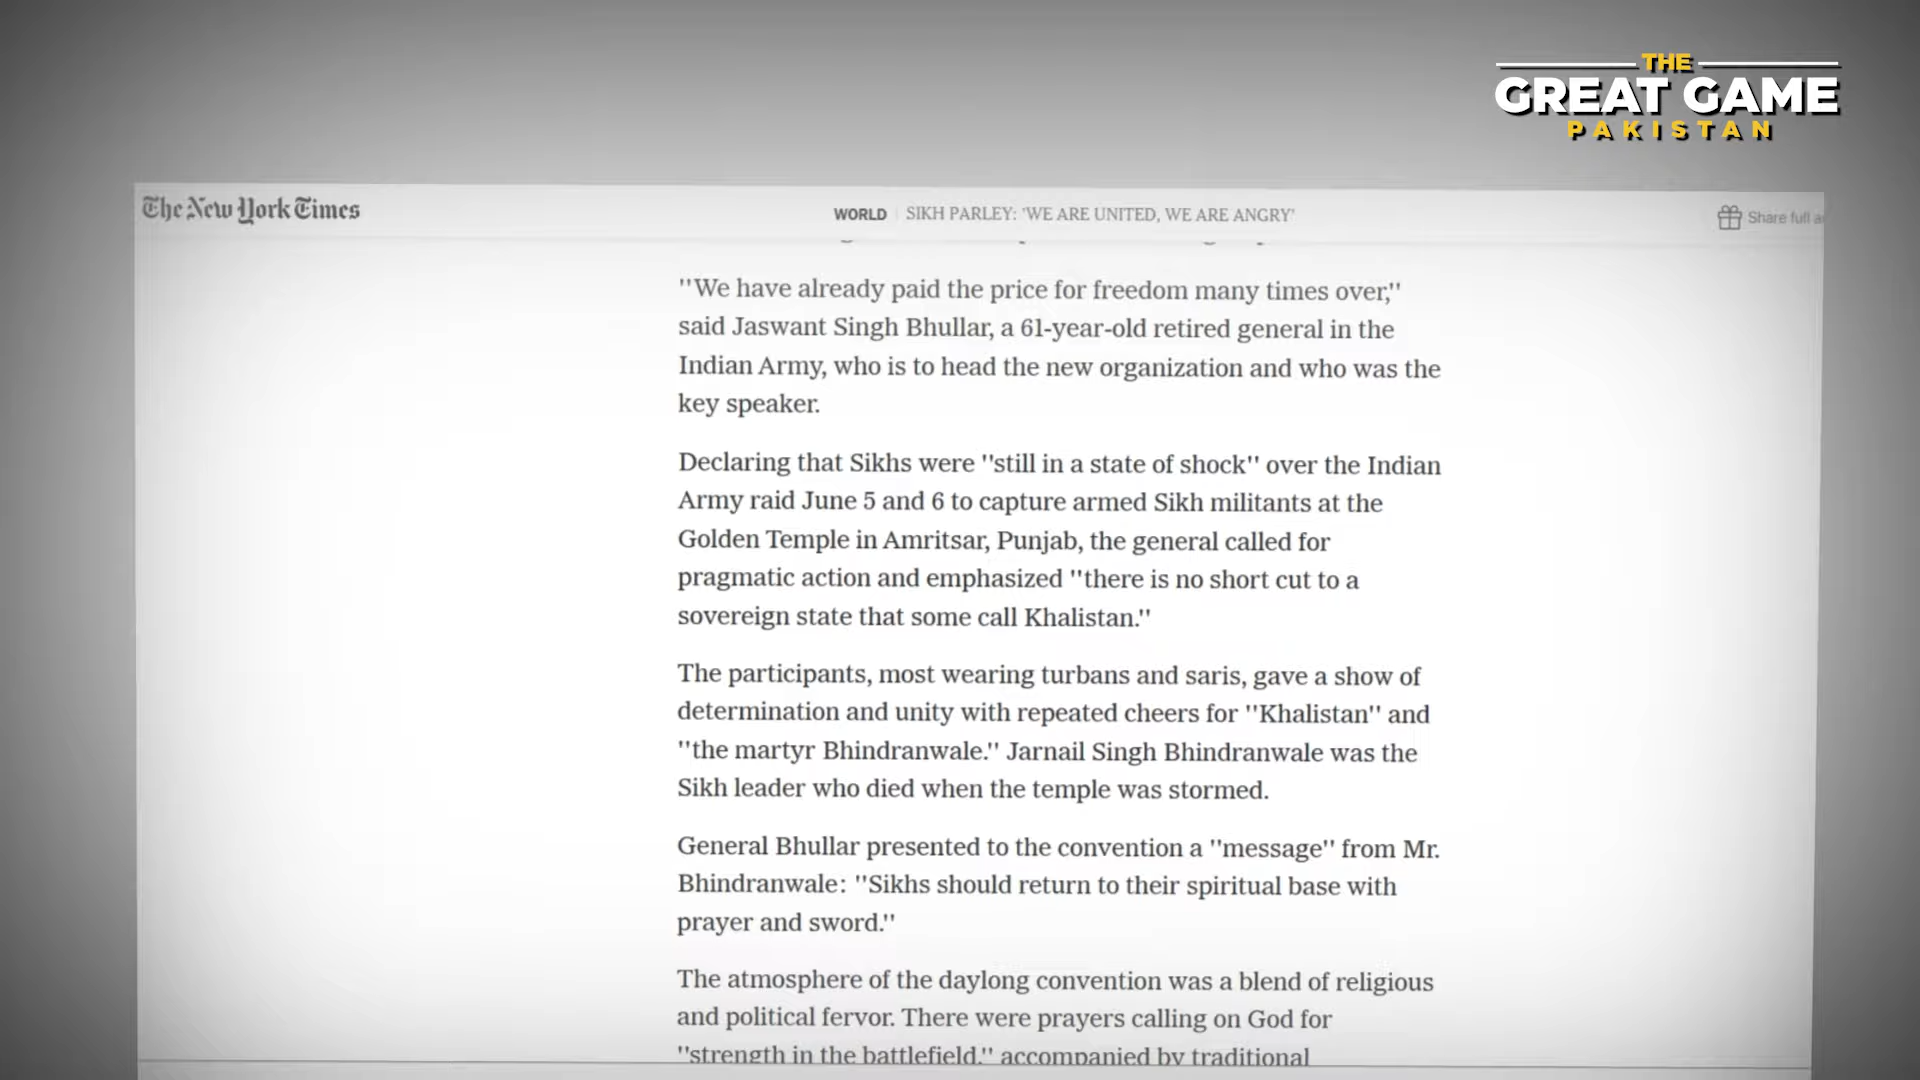 THE
GREAT GAME
PAKISTAN
The New York Times
WORLD | SIKH PARLEY: 'WE ARE UNITED, WE ARE ANGRY'
Share full a
''We have already paid the price for freedom many times over,''
said Jaswant Singh Bhullar, a 61-year-old retired general in the
Indian Army, who is to head the new organization and who was the
key speaker.
Declaring that Sikhs were ''still in a state of shock'' over the Indian
Army raid June 5 and 6 to capture armed Sikh militants at the
Golden Temple in Amritsar, Punjab, the general called for
pragmatic action and emphasized ''there is no short cut to a
sovereign state that some call Khalistan.''
The participants, most wearing turbans and saris, gave a show of
determination and unity with repeated cheers for ''Khalistan'' and
''the martyr Bhindranwale.'' Jarnail Singh Bhindranwale was the
Sikh leader who died when the temple was stormed.
General Bhullar presented to the convention a ''message'' from Mr.
Bhindranwale: ''Sikhs should return to their spiritual base with
prayer and sword.''
The atmosphere of the daylong convention was a blend of religious
and political fervor. There were prayers calling on God for
''strength in the battlefield,'' accompanied by traditional